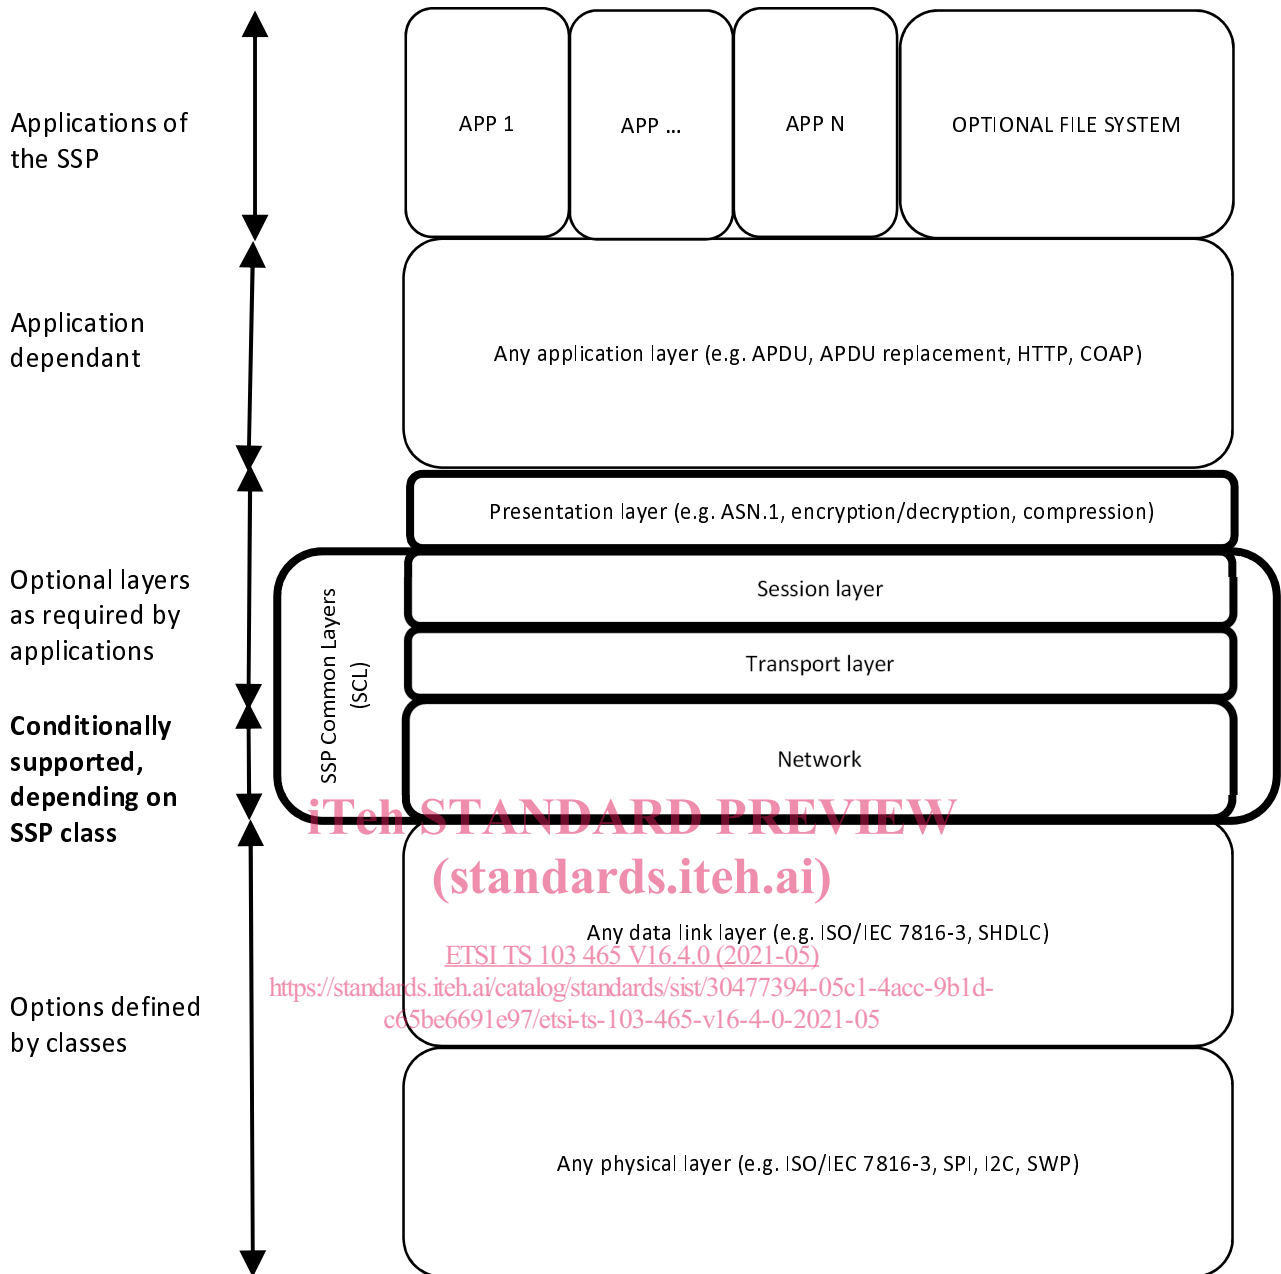 Applications of
the SSP
APP 1
APP ...
APP N
OPTIONAL FILE SYSTEM
Application
dependant
Any application layer (e.g. APDU, APDU replacement, HTTP, COAP)
Presentation layer (e.g. ASN.1, encryption/decryption, compression)
Optional layers
as required by
applications
SSP Common Layers
(SCL)
Session layer
Transport layer
Conditionally
supported,
depending on
SSP class
Network
iTeh STANDARD PREVIEW
(standards.iteh.ai)
Any data link layer (e.g. ISO/IEC 7816-3, SHDLC)
ETSI TS 103 465 V16.4.0 (2021-05)
https://standards.iteh.ai/catalog/standards/sist/30477394-05c1-4acc-9b1d-
c65be6691e97/etsi-ts-103-465-v16-4-0-2021-05
Options defined
by classes
Any physical layer (e.g. ISO/IEC 7816-3, SPI, I2C, SWP)